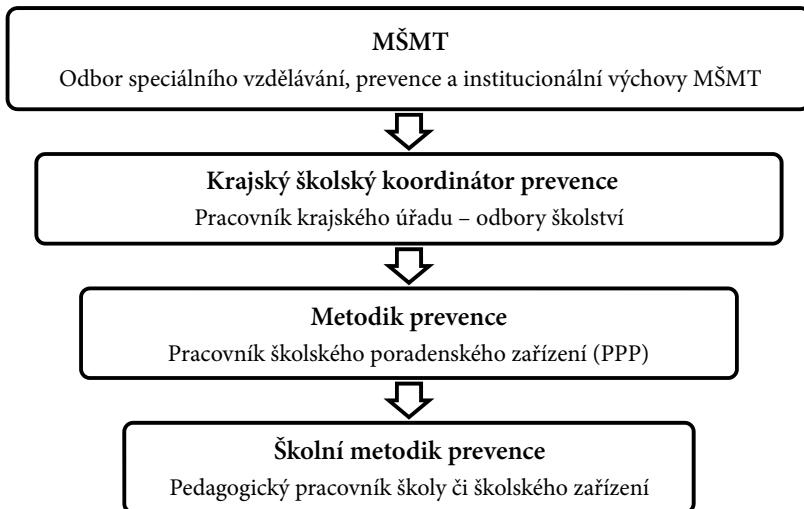 MŠMT
Odbor speciálního vzdělávání, prevence a institucionální výchovy MŠMT
Krajský školský koordinátor prevence
Pracovník krajského úřadu – odbory školství
Metodik prevence
Pracovník školského poradenského zařízení (PPP)
Školní metodik prevence
Pedagogický pracovník školy či školského zařízení